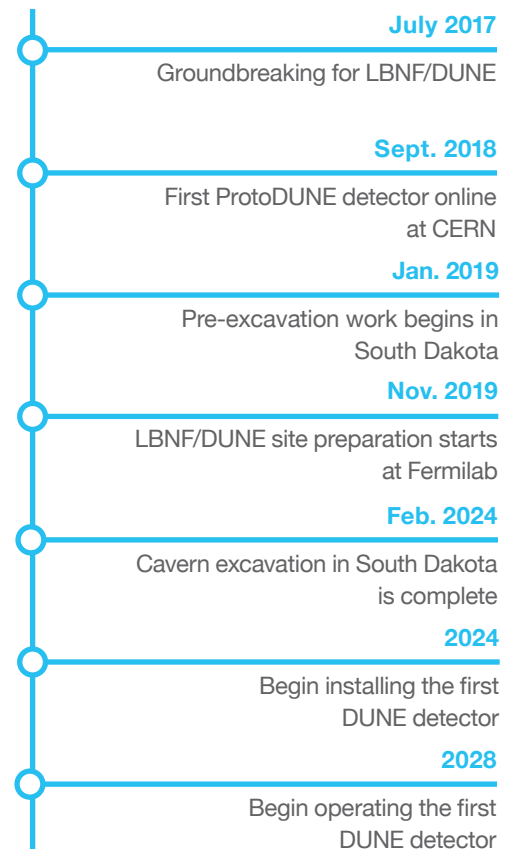 July 2017
Groundbreaking for LBNF/DUNE
Sept. 2018
First ProtoDUNE detector online
at CERN
Jan. 2019
Pre-excavation work begins in
South Dakota
Nov. 2019
LBNF/DUNE site preparation starts
at Fermilab
Feb. 2024
Cavern excavation in South Dakota
is complete
2024
Begin installing the first
DUNE detector
2028
Begin operating the first
DUNE detector